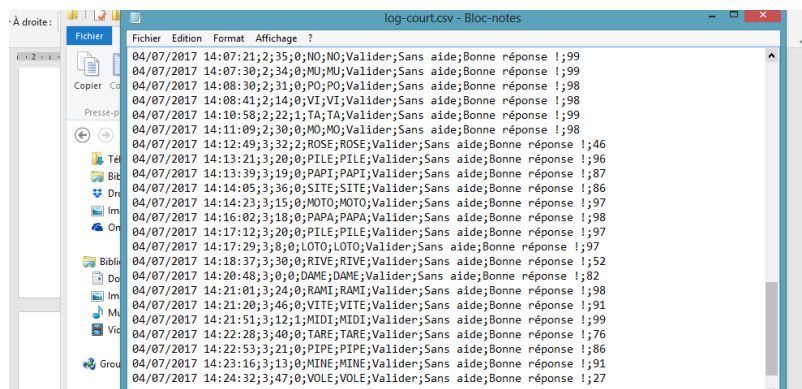 À droite :
log-court.csv - Bloc-notes
Fichier
Fichier Edition Format Affichage ?
2
Copier Co
Presse-p
Tél
Bib
Dro
Im
On
Bibli
Do
Im
Mu
Vid
Grou
04/07/2017 14:07:21;2;35;0;NO;NO;Valider;Sans aide;Bonne réponse !;99
04/07/2017 14:07:30;2;34;0;MU;MU;Valider;Sans aide;Bonne réponse !;99
04/07/2017 14:08:30;2;31;0;PO;PO;Valider;Sans aide;Bonne réponse !;98
04/07/2017 14:08:41;2;14;0;VI;VI;Valider;Sans aide;Bonne réponse !;98
04/07/2017 14:10:58;2;22;1;TA;TA;Valider;Sans aide;Bonne réponse !;99
04/07/2017 14:11:09;2;30;0;MO;MO;Valider;Sans aide;Bonne réponse !;98
04/07/2017 14:12:49;3;32;2;ROSE;ROSE;Valider;Sans aide;Bonne réponse !;46
04/07/2017 14:13:21;3;20;0;PILE;PILE;Valider;Sans aide;Bonne réponse !;96
04/07/2017 14:13:39;3;19;0;PAPI;PAPI;Valider;Sans aide;Bonne réponse !;87
04/07/2017 14:14:05;3;36;0;SITE;SITE;Valider;Sans aide;Bonne réponse !;86
04/07/2017 14:14:23;3;15;0;MOTO;MOTO;Valider;Sans aide;Bonne réponse !;97
04/07/2017 14:16:02;3;18;0;PAPA;PAPA;Valider;Sans aide;Bonne réponse !;98
04/07/2017 14:17:12;3;20;0;PILE;PILE;Valider;Sans aide;Bonne réponse !;97
04/07/2017 14:17:29;3;8;0;LOTO;LOTO;Valider;Sans aide;Bonne réponse !;97
04/07/2017 14:18:37;3;30;0;RIVE;RIVE;Valider;Sans aide;Bonne réponse !;52
04/07/2017 14:20:48;3;0;0;DAME;DAME;Valider;Sans aide;Bonne réponse !;82
04/07/2017 14:21:01;3;24;0;RAMI;RAMI;Valider;Sans aide;Bonne réponse !;98
04/07/2017 14:21:20;3;46;0;VITE;VITE;Valider;Sans aide;Bonne réponse !;91
04/07/2017 14:21:51;3;12;1;MIDI;MIDI;Valider;Sans aide;Bonne réponse !;99
04/07/2017 14:22:28;3;40;0;TARE;TARE;Valider;Sans aide;Bonne réponse !;76
04/07/2017 14:22:53;3;21;0;PIPE;PIPE;Valider;Sans aide;Bonne réponse !;86
04/07/2017 14:23:16;3;13;0;MINE;MINE;Valider;Sans aide;Bonne réponse !;91
04/07/2017 14:24:32;3;47;0;VOLE;VOLE;Valider;Sans aide;Bonne réponse !;27